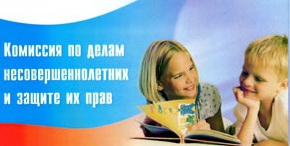 Комиссия по делам
несовершеннолетних
и защите их прав